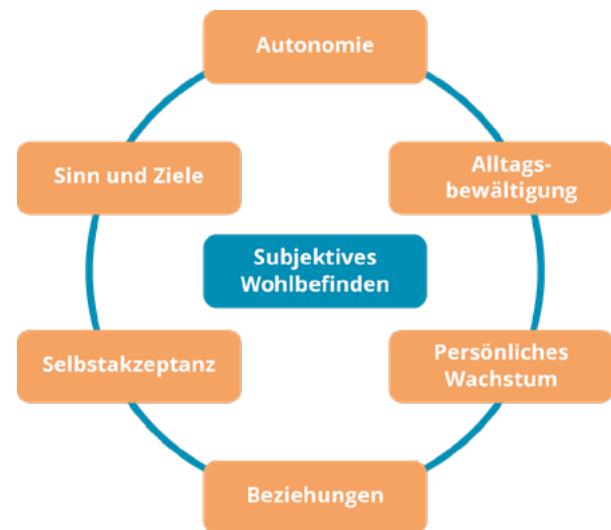 Autonomie
Sinn und Ziele
Alltags-
bewältigung
Subjektives
Wohlbefinden
Selbstakzeptanz
Persönliches
Wachstum
Beziehungen